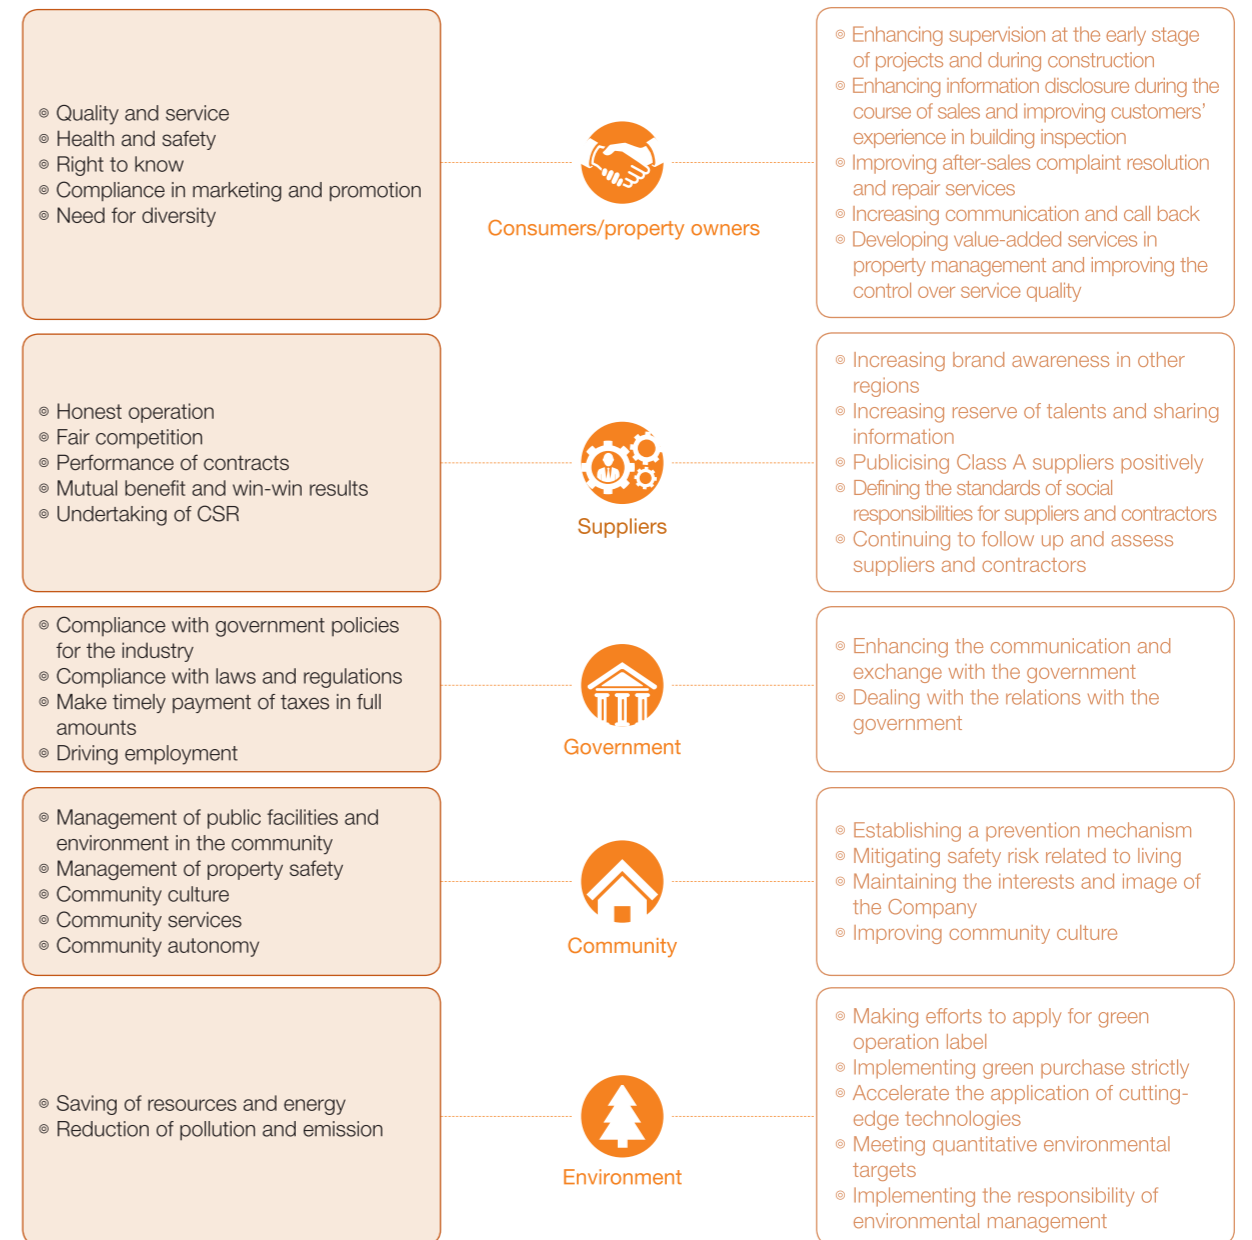 ◎ Quality and service
◎ Health and safety
◎ Right to know
◎ Compliance in marketing and promotion
◎ Need for diversity
Consumers/property owners
◎ Enhancing supervision at the early stage
of projects and during construction
◎ Enhancing information disclosure during the
course of sales and improving customers’
experience in building inspection
◎ Improving after-sales complaint resolution
and repair services
◎ Increasing communication and call back
◎ Developing value-added services in
property management and improving the
control over service quality
◎ Honest operation
◎ Fair competition
◎ Performance of contracts
◎ Mutual benefit and win-win results
◎ Undertaking of CSR
Suppliers
◎ Increasing brand awareness in other
regions
◎ Increasing reserve of talents and sharing
information
◎ Publicising Class A suppliers positively
◎ Defining the standards of social
responsibilities for suppliers and contractors
◎ Continuing to follow up and assess
suppliers and contractors
◎ Compliance with government policies
for the industry
◎ Compliance with laws and regulations
◎ Make timely payment of taxes in full
amounts
◎ Driving employment
Government
◎ Enhancing the communication and
exchange with the government
◎ Dealing with the relations with the
government
◎ Management of public facilities and
environment in the community
◎ Management of property safety
◎ Community culture
◎ Community services
◎ Community autonomy
Community
◎ Establishing a prevention mechanism
◎ Mitigating safety risk related to living
◎ Maintaining the interests and image of
the Company
◎ Improving community culture
◎ Saving of resources and energy
◎ Reduction of pollution and emission
Environment
◎ Making efforts to apply for green
operation label
◎ Implementing green purchase strictly
◎ Accelerate the application of cutting-
edge technologies
◎ Meeting quantitative environmental
targets
◎ Implementing the responsibility of
environmental management